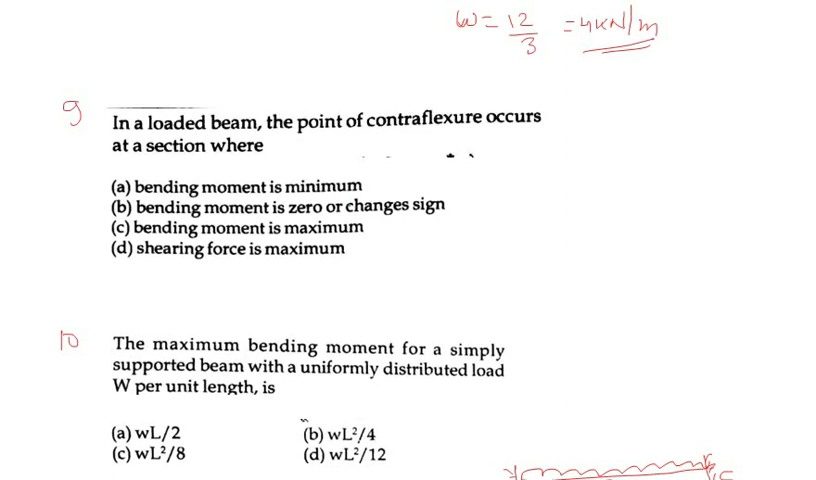 W = 12/3 = 4KN/m
9
In a loaded beam, the point of contraflexure occurs
at a section where
(a) bending moment is minimum
(b) bending moment is zero or changes sign
(c) bending moment is maximum
(d) shearing force is maximum
10
The maximum bending moment for a simply
supported beam with a uniformly distributed load
W per unit length, is
(a) wL/2 (b) wL²/4
(c) wL²/8 (d) wL²/12